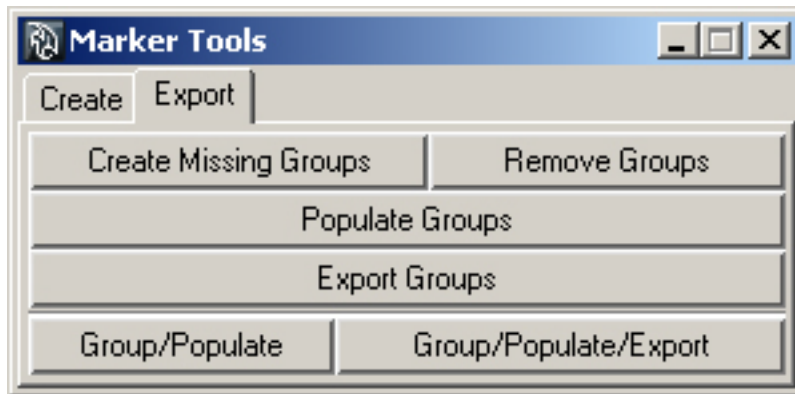 Marker Tools
Create Export
Create Missing Groups Remove Groups
Populate Groups
Export Groups
Group/Populate Group/Populate/Export